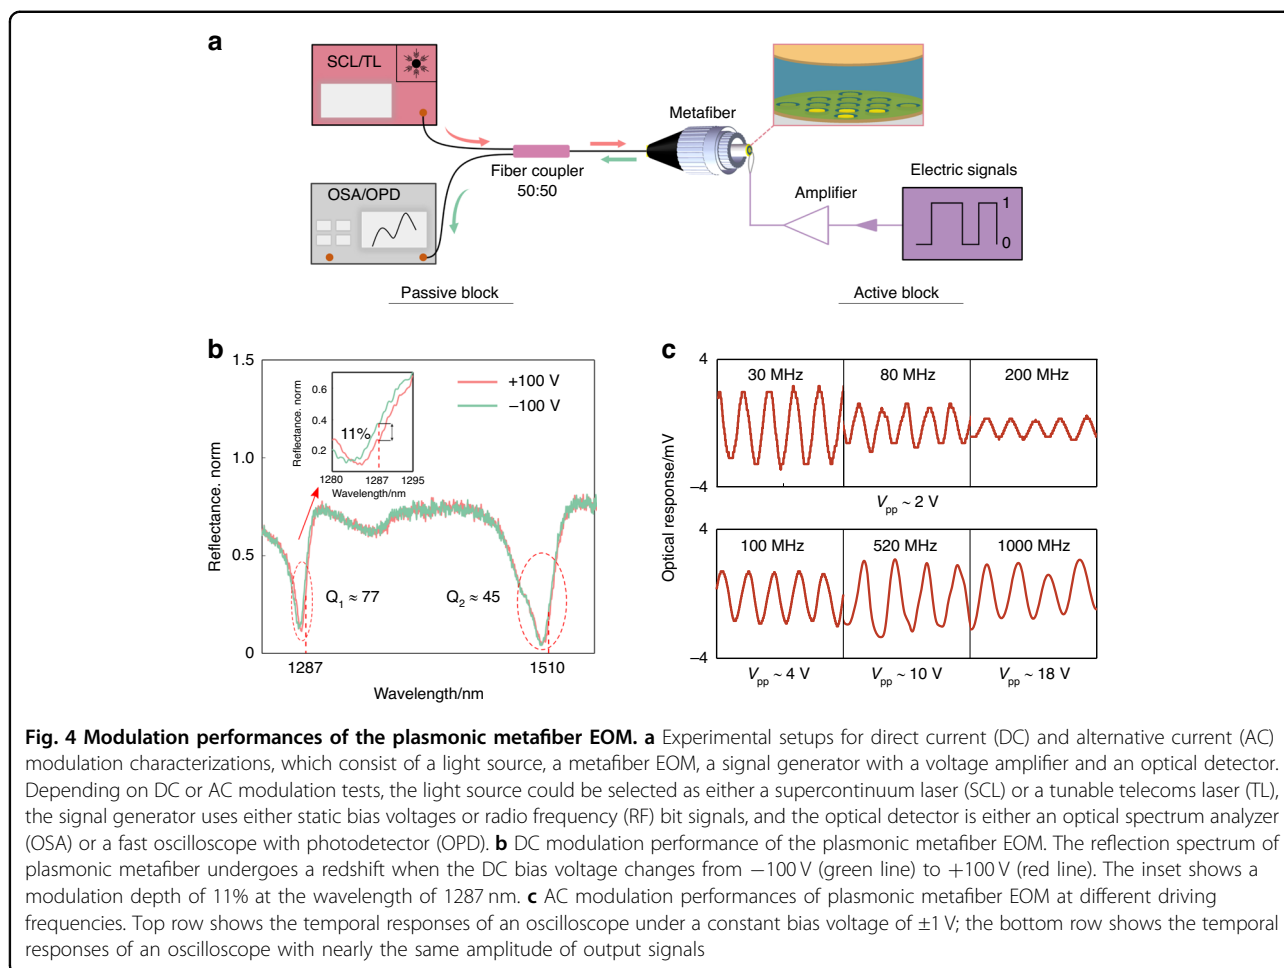 a
SCL/TL
Metafiber
Fiber coupler
50:50
OSA/OPD
Amplifier
Electric signals
1
0
Passive block
Active block
b
1.5
1.0
0.5
0
Reflectance. norm
+100 V
−100 V
0.6
0.4
0.2
Reflectance. norm
11%
1280
1287
1295
Wavelength/nm
Q1 ≈ 77
Q2 ≈ 45
1287
1510
Wavelength/nm
c
4
−4
4
−4
Optical response/mV
30 MHz
80 MHz
200 MHz
Vpp ~ 2 V
100 MHz
520 MHz
1000 MHz
Vpp ~ 4 V
Vpp ~ 10 V
Vpp ~ 18 V
Fig. 4 Modulation performances of the plasmonic metafiber EOM. a Experimental setups for direct current (DC) and alternative current (AC)
modulation characterizations, which consist of a light source, a metafiber EOM, a signal generator with a voltage amplifier and an optical detector.
Depending on DC or AC modulation tests, the light source could be selected as either a supercontinuum laser (SCL) or a tunable telecoms laser (TL),
the signal generator uses either static bias voltages or radio frequency (RF) bit signals, and the optical detector is either an optical spectrum analyzer
(OSA) or a fast oscilloscope with photodetector (OPD). b DC modulation performance of the plasmonic metafiber EOM. The reflection spectrum of
plasmonic metafiber undergoes a redshift when the DC bias voltage changes from −100 V (green line) to +100 V (red line). The inset shows a
modulation depth of 11% at the wavelength of 1287 nm. c AC modulation performances of plasmonic metafiber EOM at different driving
frequencies. Top row shows the temporal responses of an oscilloscope under a constant bias voltage of ±1 V; the bottom row shows the temporal
responses of an oscilloscope with nearly the same amplitude of output signals